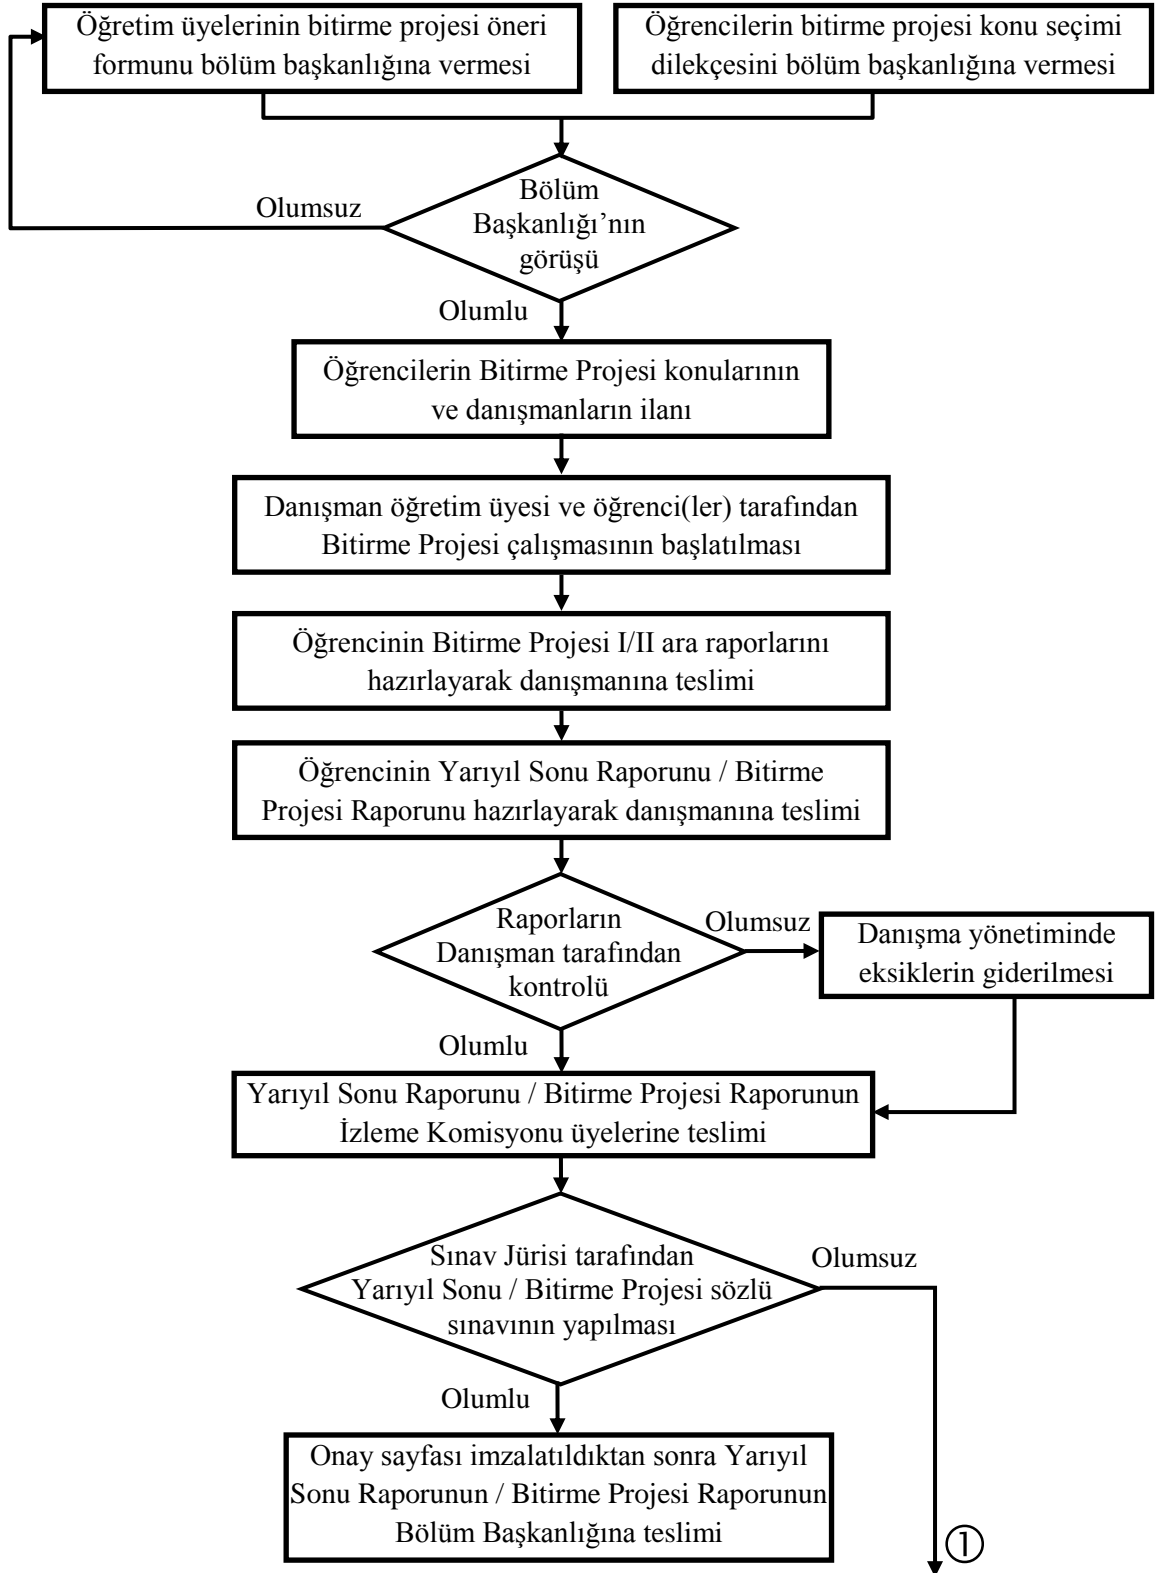 Öğretim üyelerinin bitirme projesi öneri
formunu bölüm başkanlığına vermesi
Öğrencilerin bitirme projesi konu seçimi
dilekçesini bölüm başkanlığına vermesi
Bölüm
Başkanlığı’nın
görüşü
Olumsuz
Olumlu
Öğrencilerin Bitirme Projesi konularının
ve danışmanların ilanı
Danışman öğretim üyesi ve öğrenci(ler) tarafından
Bitirme Projesi çalışmasının başlatılması
Öğrencinin Bitirme Projesi I/II ara raporlarını
hazırlayarak danışmanına teslimi
Öğrencinin Yarıyıl Sonu Raporunu / Bitirme
Projesi Raporunu hazırlayarak danışmanına teslimi
Raporların
Danışman tarafından
kontrolü
Olumsuz
Danışma yönetiminde
eksiklerin giderilmesi
Olumlu
Yarıyıl Sonu Raporunu / Bitirme Projesi Raporunun
İzleme Komisyonu üyelerine teslimi
Sınav Jürisi tarafından
Yarıyıl Sonu / Bitirme Projesi sözlü
sınavının yapılması
Olumsuz
Olumlu
Onay sayfası imzalatıldıktan sonra Yarıyıl
Sonu Raporunun / Bitirme Projesi Raporunun
Bölüm Başkanlığına teslimi
①